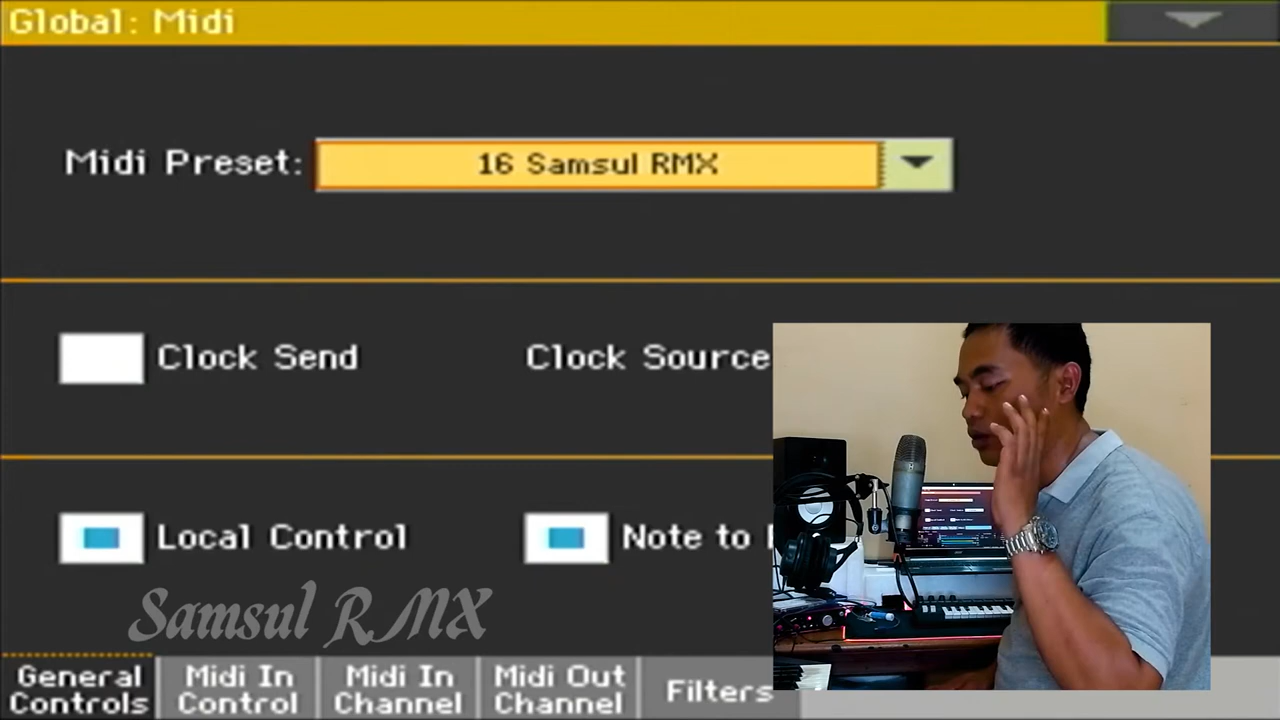 Global: Midi
Midi Preset: 16 Samsul RMX
Clock Send Clock Source
Local Control Note to
Samsul RMX
General Controls
Midi In Control
Midi In Channel
Midi Out Channel
Filters